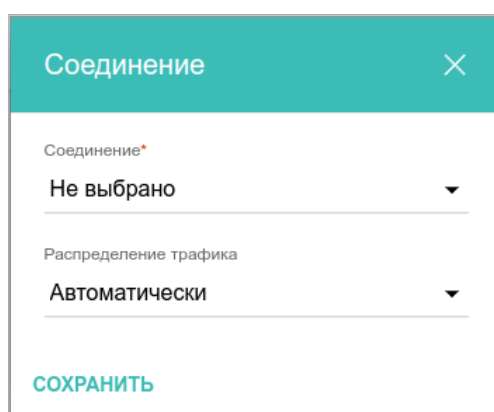 Соединение
Соединение*
Не выбрано
Распределение трафика
Автоматически
СОХРАНИТЬ